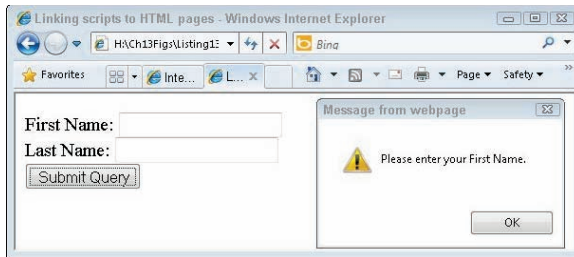 Linking scripts to HTML pages - Windows Internet Explorer
H:\Ch13Figs\Listing13
Bing
Favorites
Inte...
L...
Page
Safety
First Name:
Last Name:
Submit Query
Message from webpage
Please enter your First Name.
OK